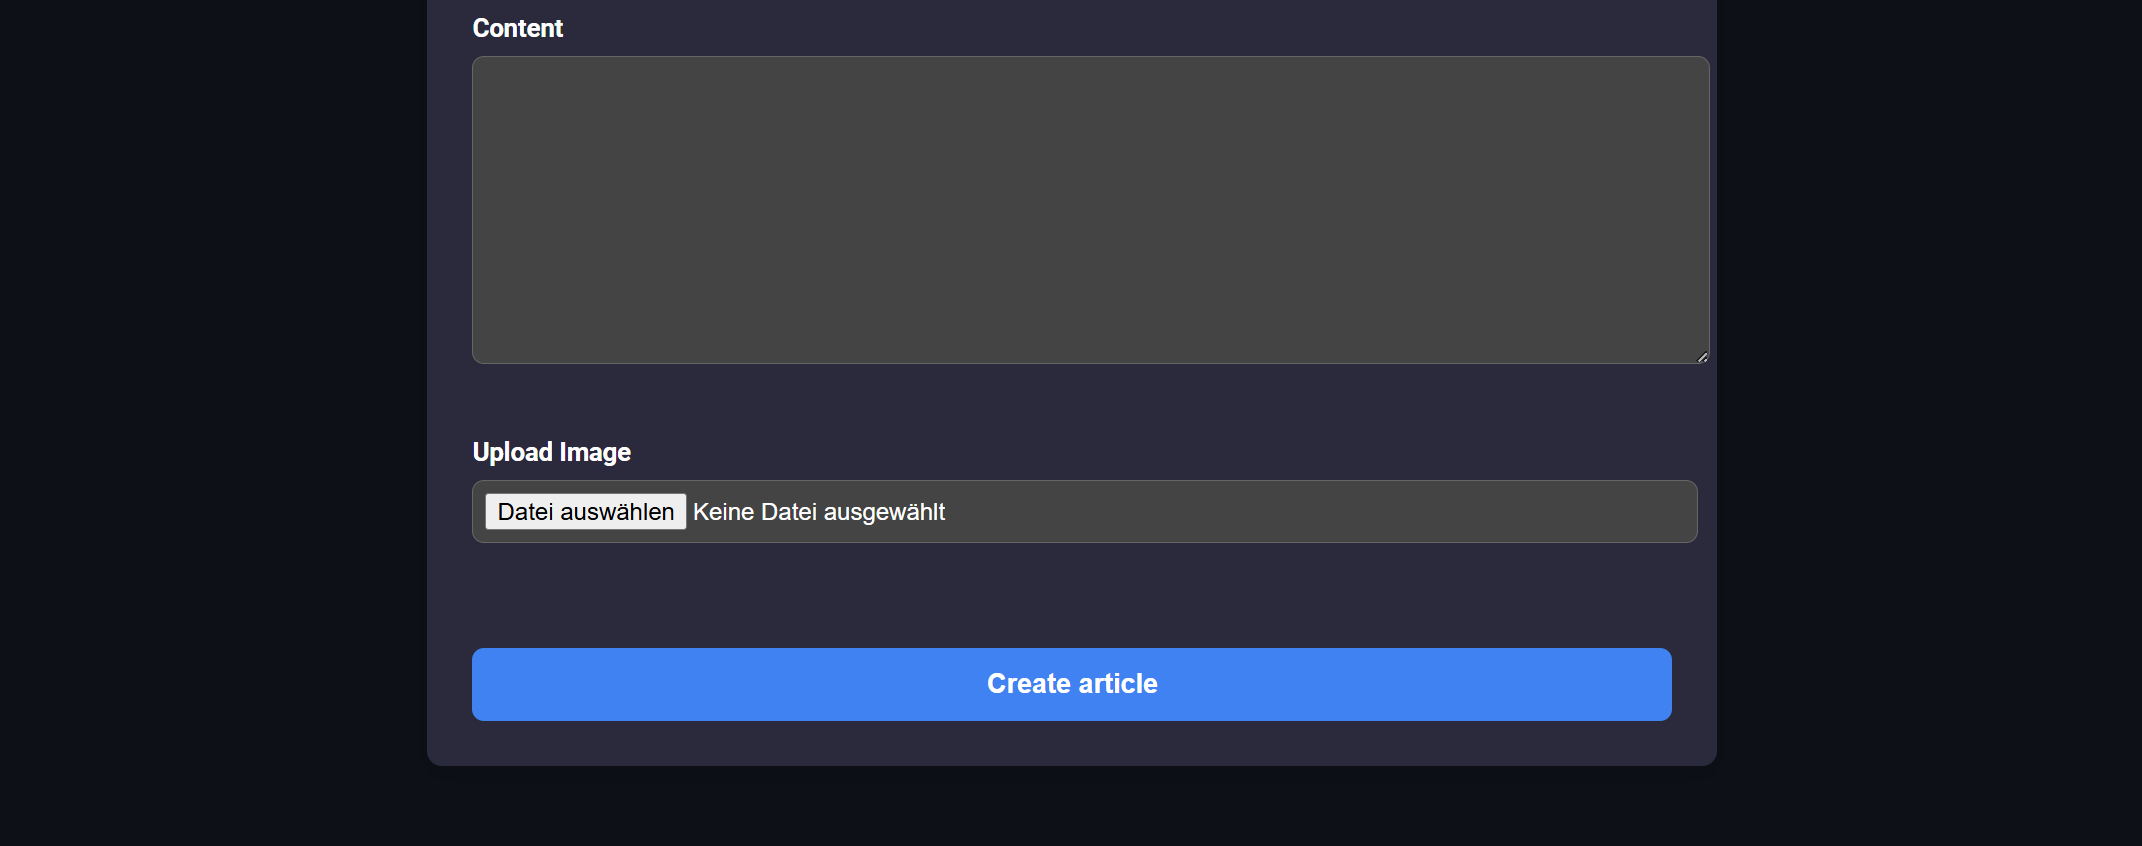 Content
Upload Image
Datei auswählen Keine Datei ausgewählt
Create article